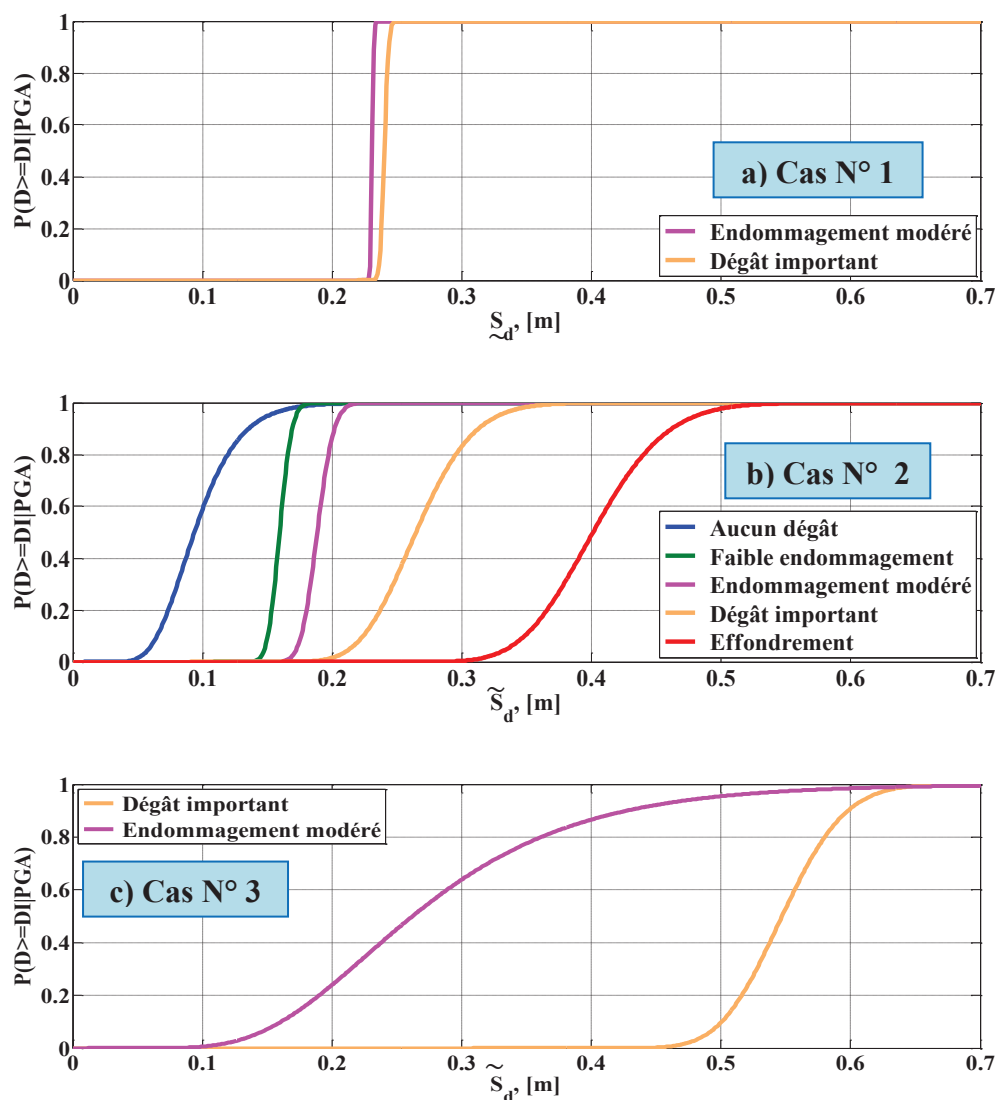 P(D>=DI|PGA)
1
0.8
0.6
0.4
0.2
0
a) Cas N° 1
Endommagement modéré
Dégât important
0 0.1 0.2 0.3 0.4 0.5 0.6 0.7
S̰d, [m]
P(D>=DI|PGA)
1
0.8
0.6
0.4
0.2
0
b) Cas N° 2
Aucun dégât
Faible endommagement
Endommagement modéré
Dégât important
Effondrement
0 0.1 0.2 0.3 0.4 0.5 0.6 0.7
S̃d, [m]
P(D>=DI|PGA)
1
0.8
0.6
0.4
0.2
0
Dégât important
Endommagement modéré
c) Cas N° 3
0 0.1 0.2 0.3 0.4 0.5 0.6 0.7
S̃d, [m]